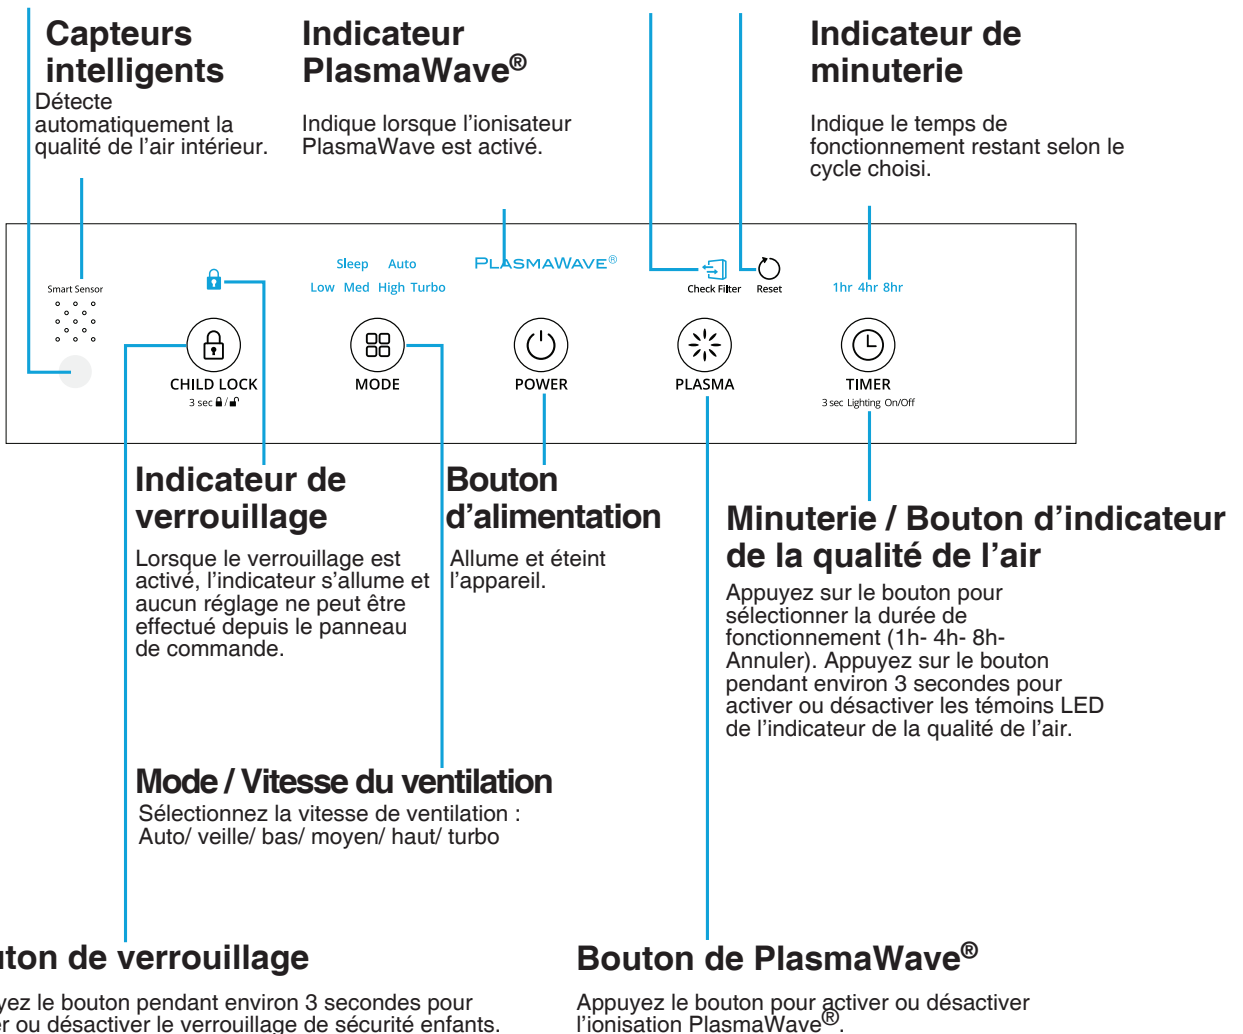 Capteurs
intelligents
Détecte
automatiquement la
qualité de l’air intérieur.
Indicateur
PlasmaWave®
Indique lorsque l’ionisateur
PlasmaWave est activé.
Indicateur de
minuterie
Indique le temps de
fonctionnement restant selon le
cycle choisi.
Smart Sensor
Sleep Auto
Low Med High Turbo
PLASMAWAVE®
Check Filter
Reset
1hr 4hr 8hr
CHILD LOCK
3 sec /
MODE
POWER
PLASMA
TIMER
3 sec Lighting On/Off
Indicateur de
verrouillage
Lorsque le verrouillage est
activé, l’indicateur s’allume et
aucun réglage ne peut être
effectué depuis le panneau
de commande.
Bouton
d’alimentation
Allume et éteint
l’appareil.
Minuterie / Bouton d’indicateur
de la qualité de l’air
Appuyez sur le bouton pour
sélectionner la durée de
fonctionnement (1h- 4h- 8h-
Annuler). Appuyez sur le bouton
pendant environ 3 secondes pour
activer ou désactiver les témoins LED
de l’indicateur de la qualité de l’air.
Mode / Vitesse du ventilation
Sélectionnez la vitesse de ventilation :
Auto/ veille/ bas/ moyen/ haut/ turbo
de verrouillage
le bouton pendant environ 3 secondes pour
ou désactiver le verrouillage de sécurité enfants.
Bouton de PlasmaWave®
Appuyez le bouton pour activer ou désactiver
l’ionisation PlasmaWave®.